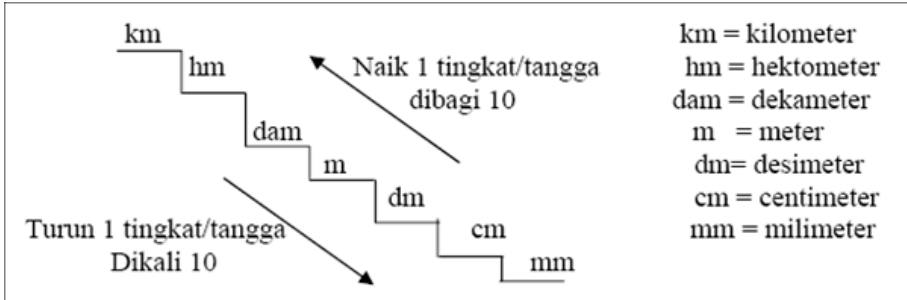 km
hm
dam
m
dm
cm
mm
Naik 1 tingkat/tangga
dibagi 10
Turun 1 tingkat/tangga
Dikali 10
km = kilometer
hm = hektometer
dam = dekameter
m = meter
dm= desimeter
cm = centimeter
mm = milimeter